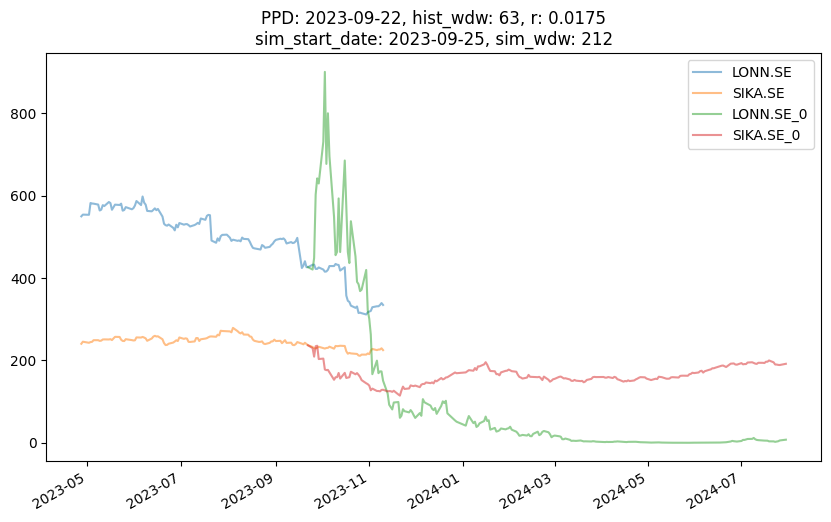 PPD: 2023-09-22, hist_wdw: 63, r: 0.0175
sim_start_date: 2023-09-25, sim_wdw: 212
LONN.SE
SIKA.SE
LONN.SE_0
SIKA.SE_0
800
600
400
200
0
2023-05
2023-07
2023-09
2023-11
2024-01
2024-03
2024-05
2024-07